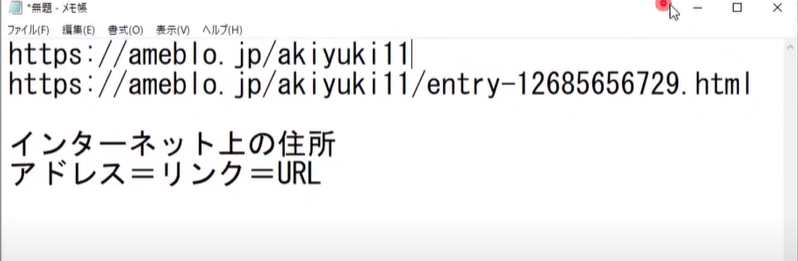 *無題 - メモ帳
ファイル(F) 編集(E) 書式(O) 表示(V) ヘルプ(H)
https://ameblo.jp/akiyuki11
https://ameblo.jp/akiyuki11/entry-12685656729.html
インターネット上の住所
アドレス＝リンク＝URL